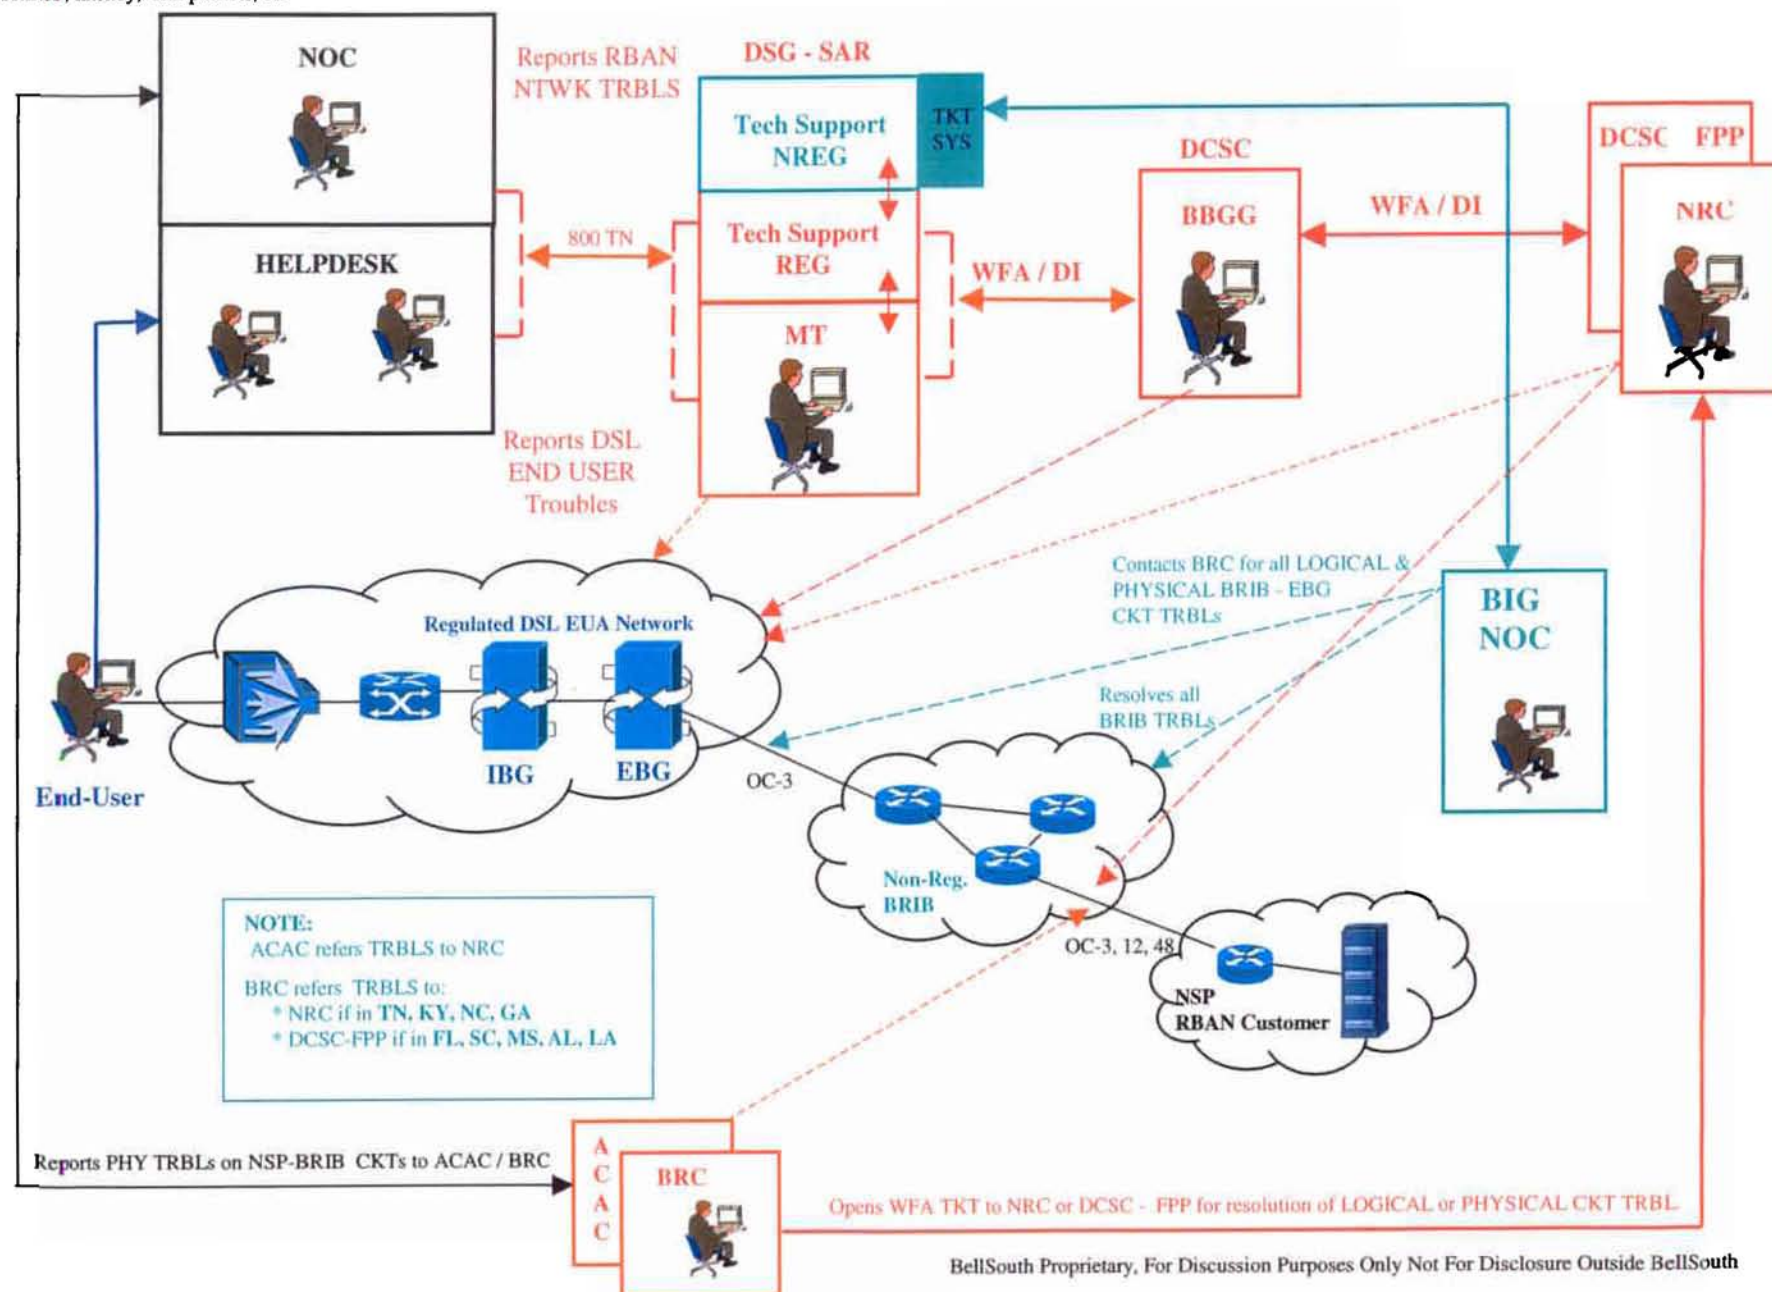 NOC
HELPDESK
Reports RBAN
NTWK TRBLS
800 TN
Reports DSL
END USER
Troubles
DSG - SAR
Tech Support
NREG
TKT
SYS
Tech Support
REG
MT
WFA / DI
DCSC
BBGG
WFA / DI
DCSC FPP
NRC
Contacts BRC for all LOGICAL &
PHYSICAL BRIB - EBG
CKT TRBLs
BIG
NOC
Resolves all
BRIB TRBLs
Regulated DSL EUA Network
IBG
EBG
End-User
OC-3
Non-Reg.
BRIB
OC-3, 12, 48
NSP
RBAN Customer
NOTE:
ACAC refers TRBLS to NRC
BRC refers TRBLS to:
* NRC if in TN, KY, NC, GA
* DCSC-FPP if in FL, SC, MS, AL, LA
Reports PHY TRBLs on NSP-BRIB CKTs to ACAC / BRC
A
C
A
C
BRC
Opens WFA TKT to NRC or DCSC - FPP for resolution of LOGICAL or PHYSICAL CKT TRBL
BellSouth Proprietary, For Discussion Purposes Only Not For Disclosure Outside BellSouth